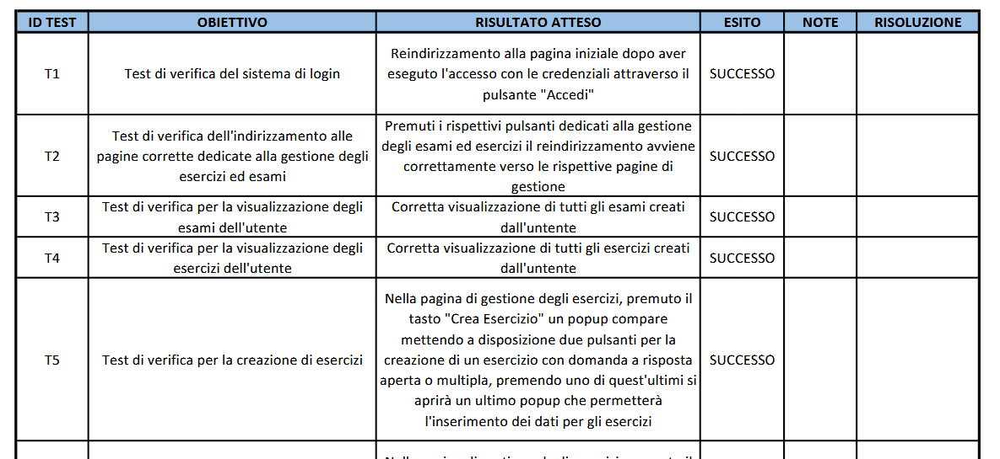 ID TEST OBIETTIVO RISULTATO ATTESO ESITO NOTE RISOLUZIONE
T1
Test di verifica del sistema di login
Reindirizzamento alla pagina iniziale dopo aver
eseguito l'accesso con le credenziali attraverso il
pulsante "Accedi"
SUCCESSO
T2
Test di verifica dell'indirizzamento alle
pagine corrette dedicate alla gestione degli
esercizi ed esami
Premuti i rispettivi pulsanti dedicati alla gestione
degli esami ed esercizi il reindirizzamento avviene
correttamente verso le rispettive pagine di
gestione
SUCCESSO
T3
Test di verifica per la visualizzazione degli
esami dell'utente
Corretta visualizzazione di tutti gli esami creati
dall'untente
SUCCESSO
T4
Test di verifica per la visualizzazione degli
esercizi dell'utente
Corretta visualizzazione di tutti gli esercizi creati
dall'untente
SUCCESSO
T5
Test di verifica per la creazione di esercizi
Nella pagina di gestione degli esercizi, premuto il
tasto "Crea Esercizio" un popup compare
mettendo a disposizione due pulsanti per la
creazione di un esercizio con domanda a risposta
aperta o multipla, premendo uno di quest'ultimi si
aprirà un ultimo popup che permetterà
l'inserimento dei dati per gli esercizi
SUCCESSO